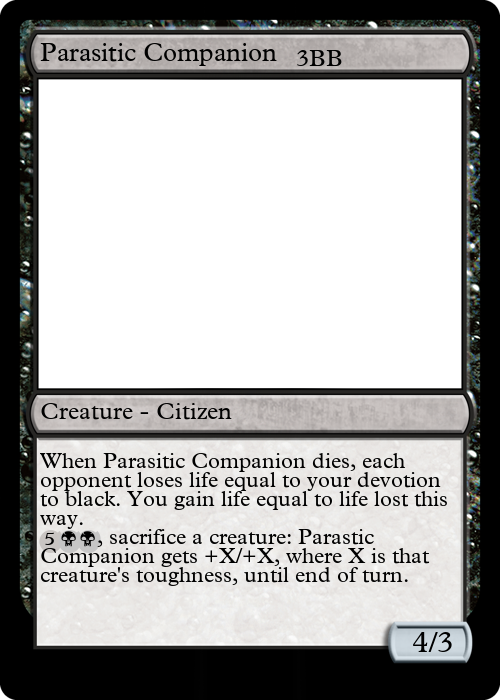 Parasitic Companion 3BB
Creature - Citizen
When Parasitic Companion dies, each
opponent loses life equal to your devotion
to black. You gain life equal to life lost this
way.
5, sacrifice a creature: Parastic
Companion gets +X/+X, where X is that
creature's toughness, until end of turn.
4/3